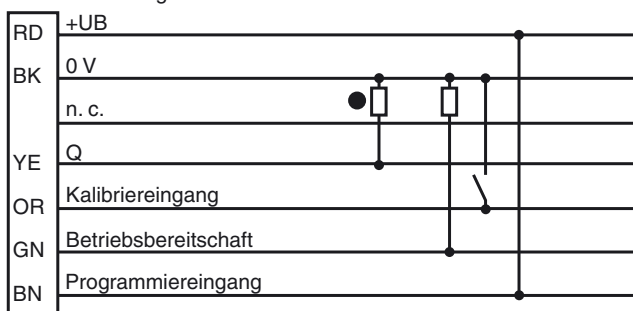 RD +UB
BK 0 V
n. c.
YE Q
OR Kalibriereingang
GN Betriebsbereitschaft
BN Programmiereingang